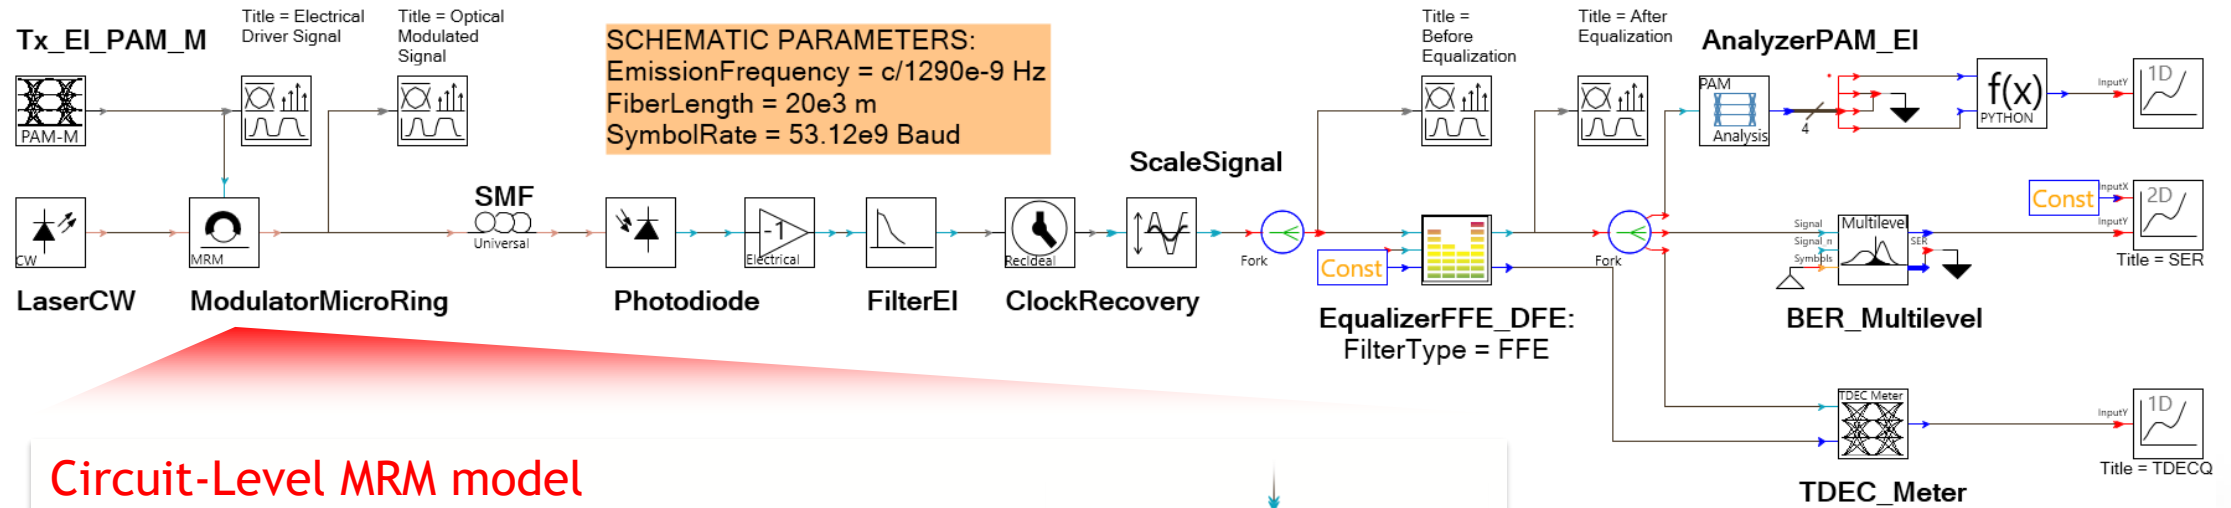 Title = Electrical
Driver Signal
Title = Optical
Modulated
Signal
Tx_El_PAM_M
PAM-M
SCHEMATIC PARAMETERS:
EmissionFrequency = c/1290e-9 Hz
FiberLength = 20e3 m
SymbolRate = 53.12e9 Baud
Title =
Before
Equalization
Title = After
Equalization
AnalyzerPAM_El
PAM
Analysis
4
f(x)
PYTHON
InputY
1D
ScaleSignal
CW
LaserCW
MRM
ModulatorMicroRing
SMF
Universal
Photodiode
-1
Electrical
FilterEl
RecIdeal
ClockRecovery
Fork
Const
EqualizerFFE_DFE:
FilterType = FFE
Fork
Signal
Signal_n
Symbols
Multilevel
SER
BER_Multilevel
Const
InputX
InputY
2D
Title = SER
TDEC Meter
TDEC_Meter
InputY
1D
Title = TDECQ
Circuit-Level MRM model